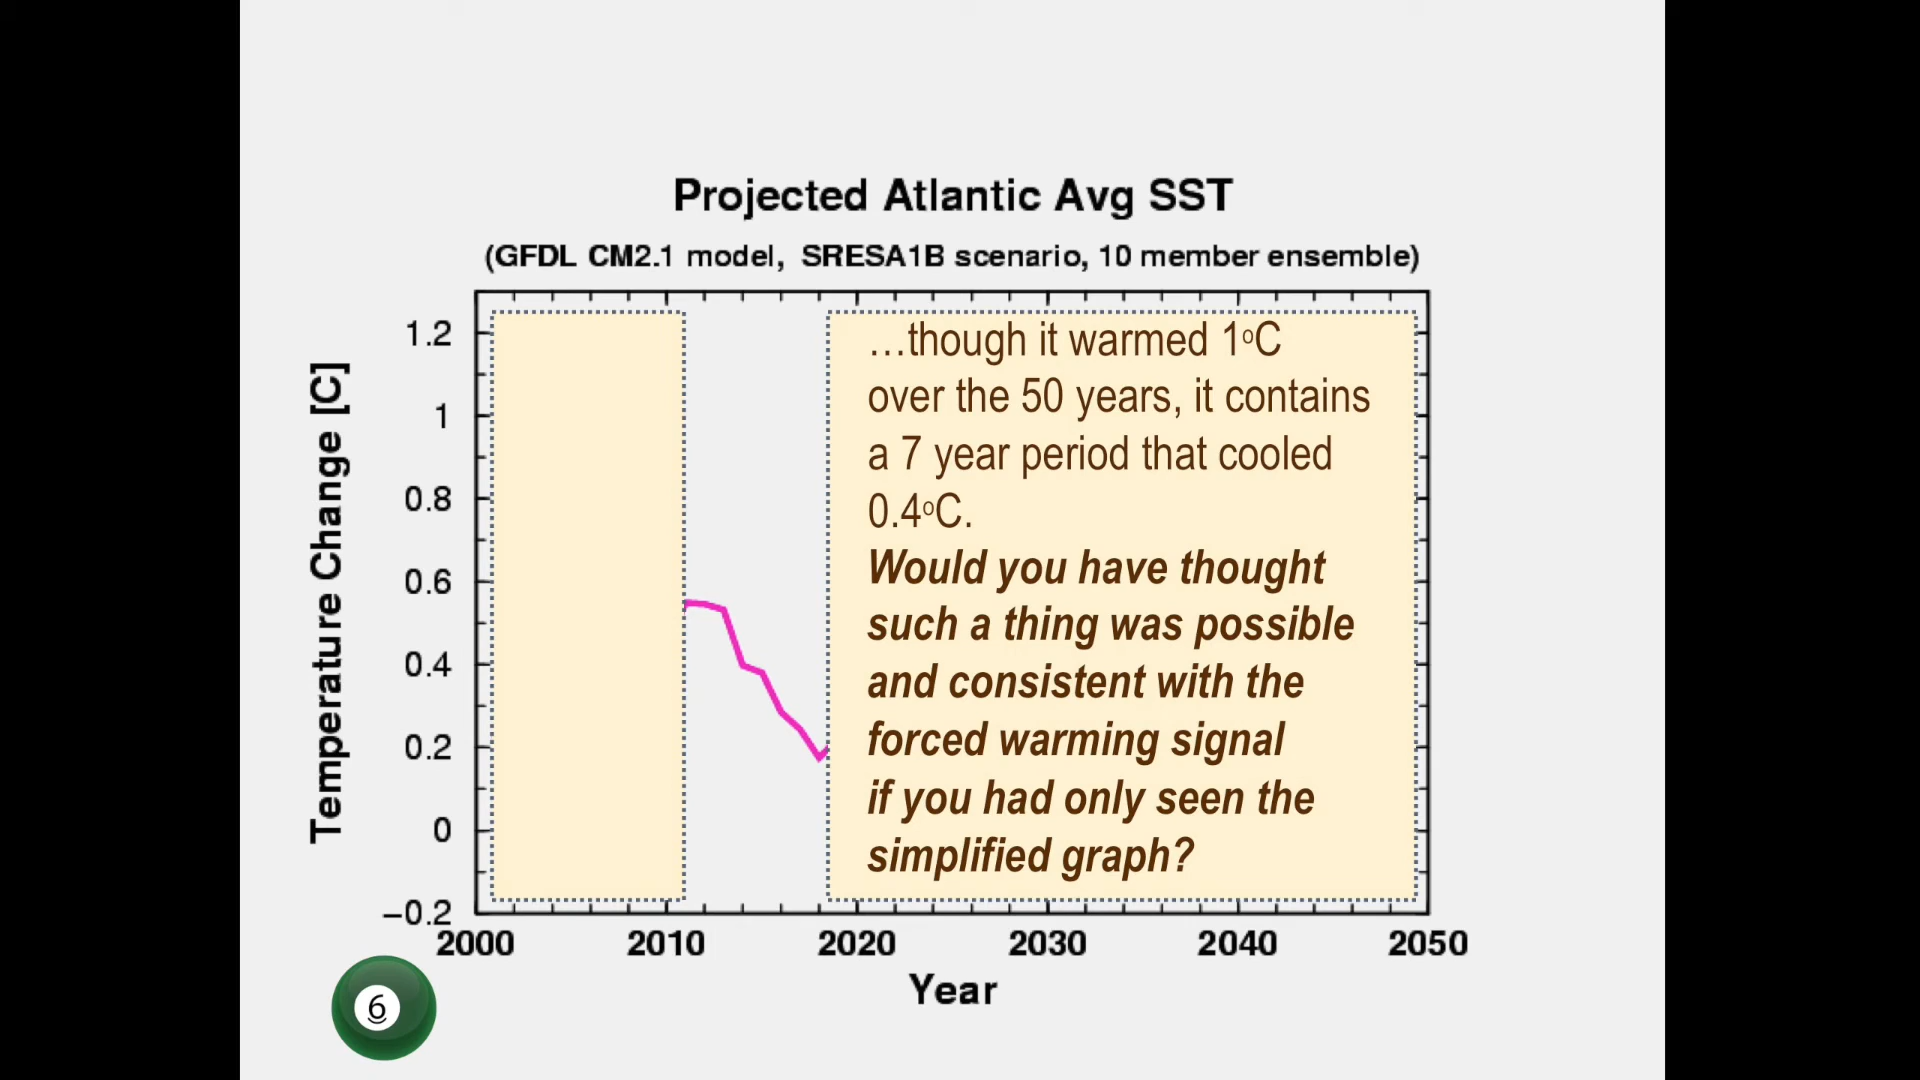 Projected Atlantic Avg SST
(GFDL CM2.1 model, SRESA1B scenario, 10 member ensemble)
Temperature Change [C]
1.2
1
0.8
0.6
0.4
0.2
0
−0.2
…though it warmed 1ºC
over the 50 years, it contains
a 7 year period that cooled
0.4ºC.
Would you have thought
such a thing was possible
and consistent with the
forced warming signal
if you had only seen the
simplified graph?
2000 2010 2020 2030 2040 2050
Year
6